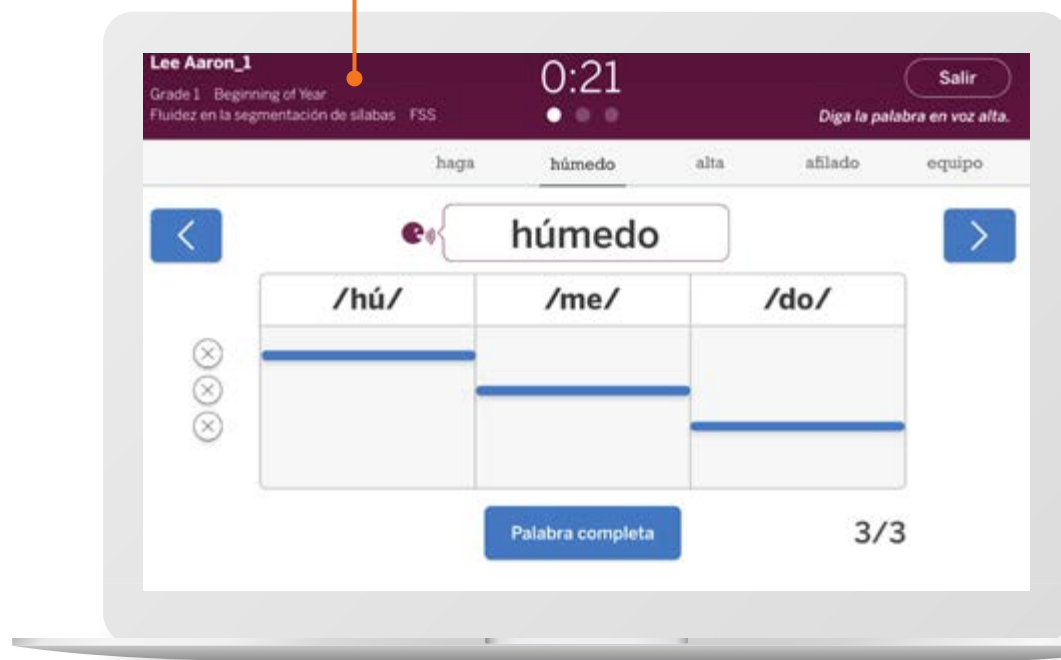 Lee Aaron_1
Grade 1 Beginning of Year
Fluidez en la segmentación de sílabas FSS
0:21
Salir
Diga la palabra en voz alta.
haga húmedo alta afilado equipo
húmedo
/hú/ /me/ /do/
Palabra completa
3/3